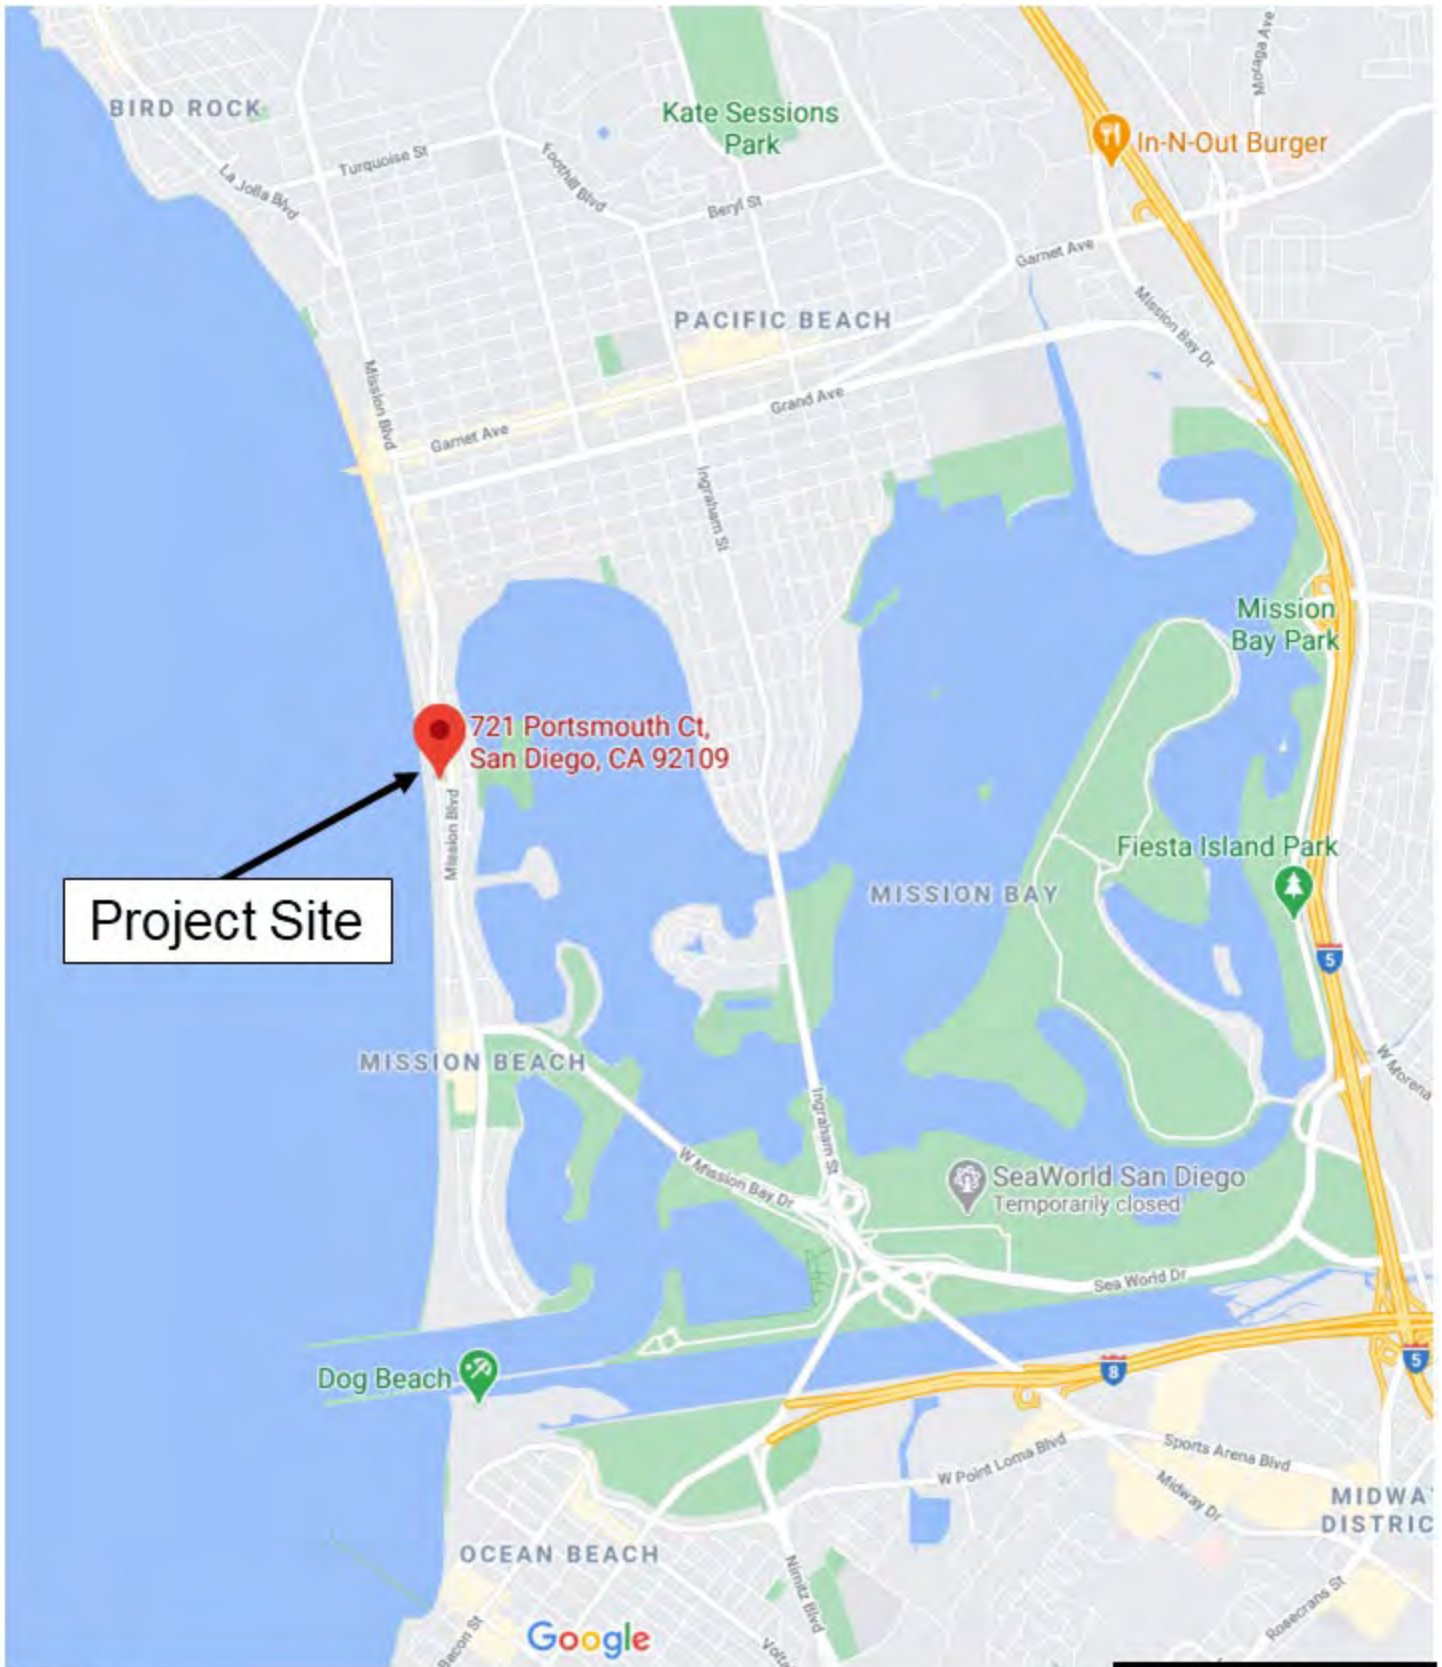 BIRD ROCK
Kate Sessions
Park
Moraga Ave
In-N-Out Burger
Turquoise St
Foothill Blvd
La Jolla Blvd
Beryl St
Garnet Ave
Mission Bay Dr
PACIFIC BEACH
Mission Blvd
Grand Ave
Garnet Ave
Ingraham St
Mission
Bay Park
721 Portsmouth Ct,
San Diego, CA 92109
Mission Blvd
Fiesta Island Park
Project Site
MISSION BAY
5
MISSION BEACH
W Morena
Ingraham St
W Mission Bay Dr
SeaWorld San Diego
Temporarily closed
Sea World Dr
Dog Beach
8
5
W Point Loma Blvd
Sports Arena Blvd
Midway Dr
MIDWA
DISTRIC
OCEAN BEACH
Nimitz Blvd
Rosecrans St
Bacon St
Google
Volta